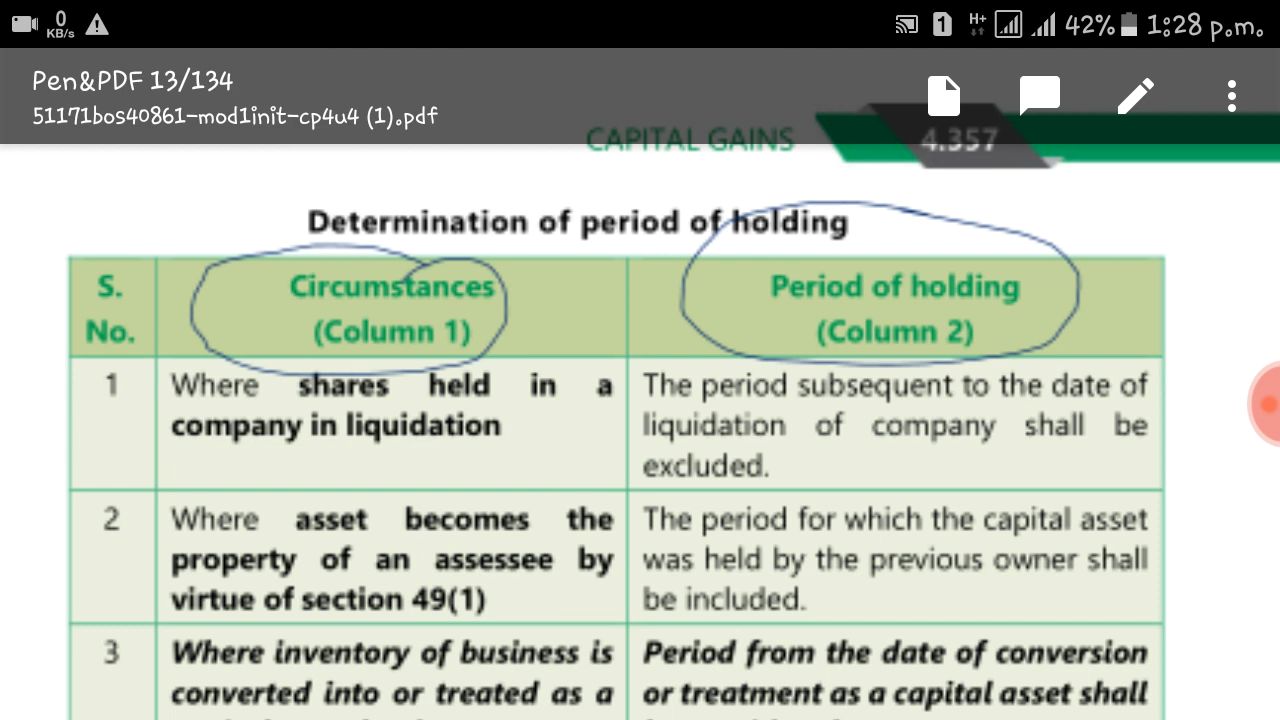 0
KB/s
1
H+
42%
1:28 p.m.
Pen&PDF 13/134
51171bos40861-mod1init-cp4u4 (1).pdf
CAPITAL GAINS
4.357
Determination of period of holding
S.
No.
Circumstances
(Column 1)
Period of holding
(Column 2)
1
Where shares held in a
company in liquidation
The period subsequent to the date of
liquidation of company shall be
excluded.
2
Where asset becomes the
property of an assessee by
virtue of section 49(1)
The period for which the capital asset
was held by the previous owner shall
be included.
3
Where inventory of business is
converted into or treated as a
Period from the date of conversion
or treatment as a capital asset shall